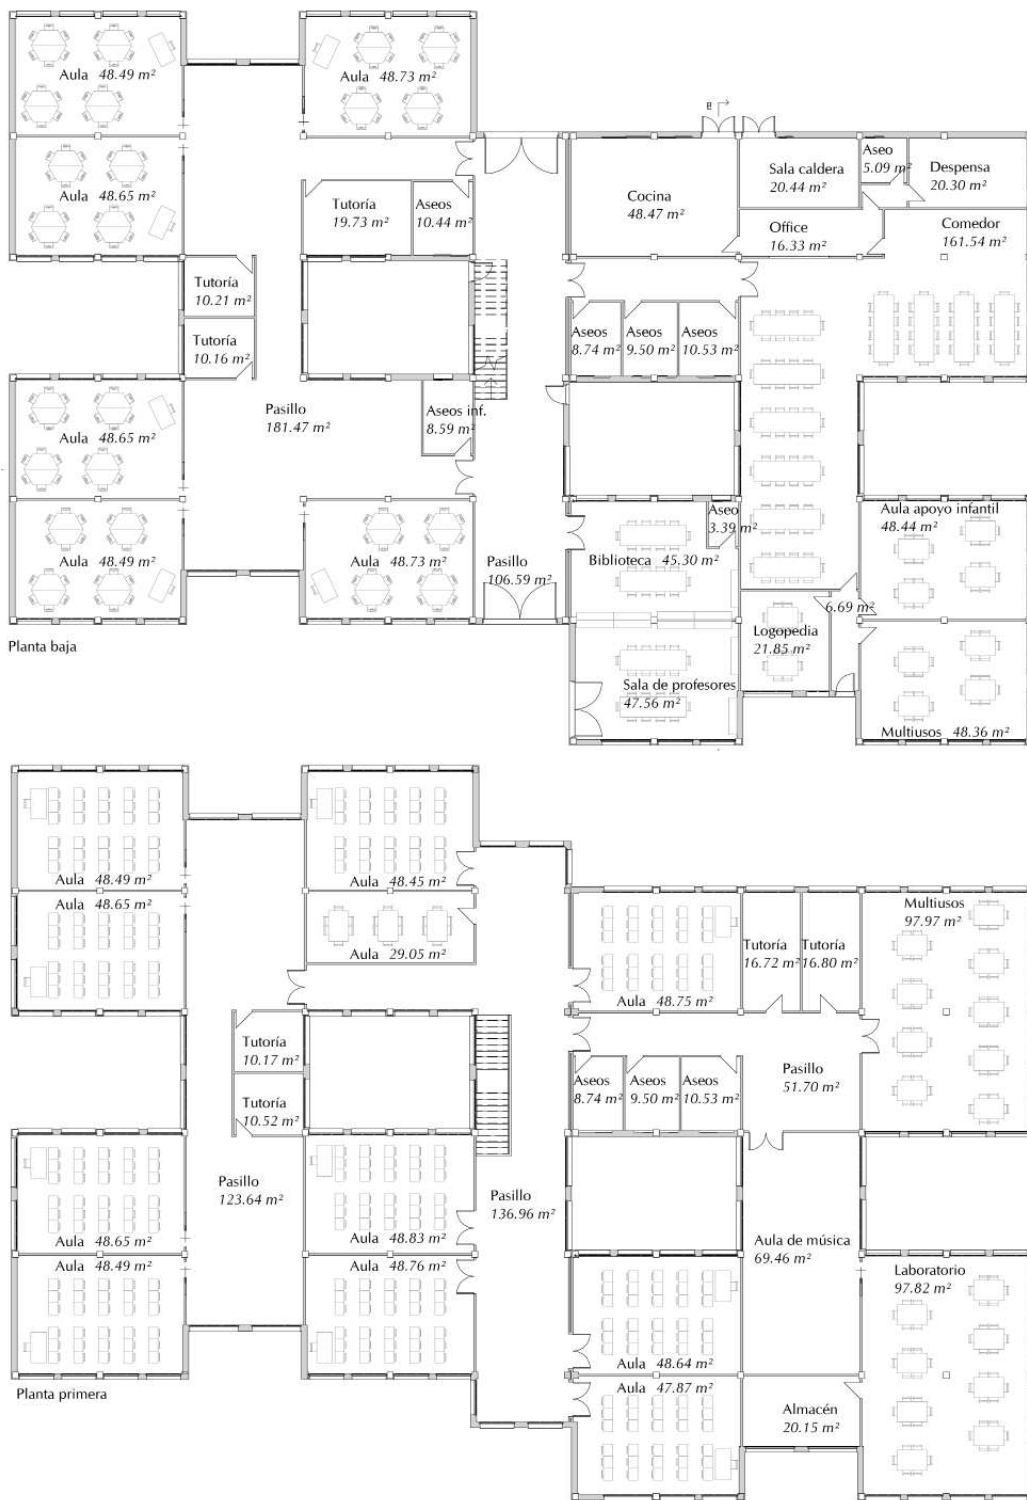 Aula 48.49 m²
Aula 48.73 m²
Aula 48.65 m²
Tutoría
19.73 m²
Aseos
10.44 m²
Cocina
48.47 m²
Sala caldera
20.44 m²
Aseo
5.09 m²
Despensa
20.30 m²
Office
16.33 m²
Comedor
161.54 m²
Tutoría
10.21 m²
Tutoría
10.16 m²
Aseos
8.74 m²
Aseos
9.50 m²
Aseos
10.53 m²
Aula 48.65 m²
Pasillo
181.47 m²
Aseos inf.
8.59 m²
Aula 48.49 m²
Aula 48.73 m²
Pasillo
106.59 m²
Biblioteca 45.30 m²
Aseo
3.39 m²
Aula apoyo infantil
48.44 m²
6.69 m²
Logopedia
21.85 m²
Sala de profesores
47.56 m²
Multiusos 48.36 m²
Planta baja
Aula 48.49 m²
Aula 48.45 m²
Aula 48.65 m²
Aula 29.05 m²
Aula 48.75 m²
Tutoría
16.72 m²
Tutoría
16.80 m²
Multiusos
97.97 m²
Tutoría
10.17 m²
Tutoría
10.52 m²
Aseos
8.74 m²
Aseos
9.50 m²
Aseos
10.53 m²
Pasillo
51.70 m²
Pasillo
123.64 m²
Pasillo
136.96 m²
Aula 48.65 m²
Aula 48.83 m²
Aula de música
69.46 m²
Aula 48.49 m²
Aula 48.76 m²
Laboratorio
97.82 m²
Aula 48.64 m²
Aula 47.87 m²
Almacén
20.15 m²
Planta primera